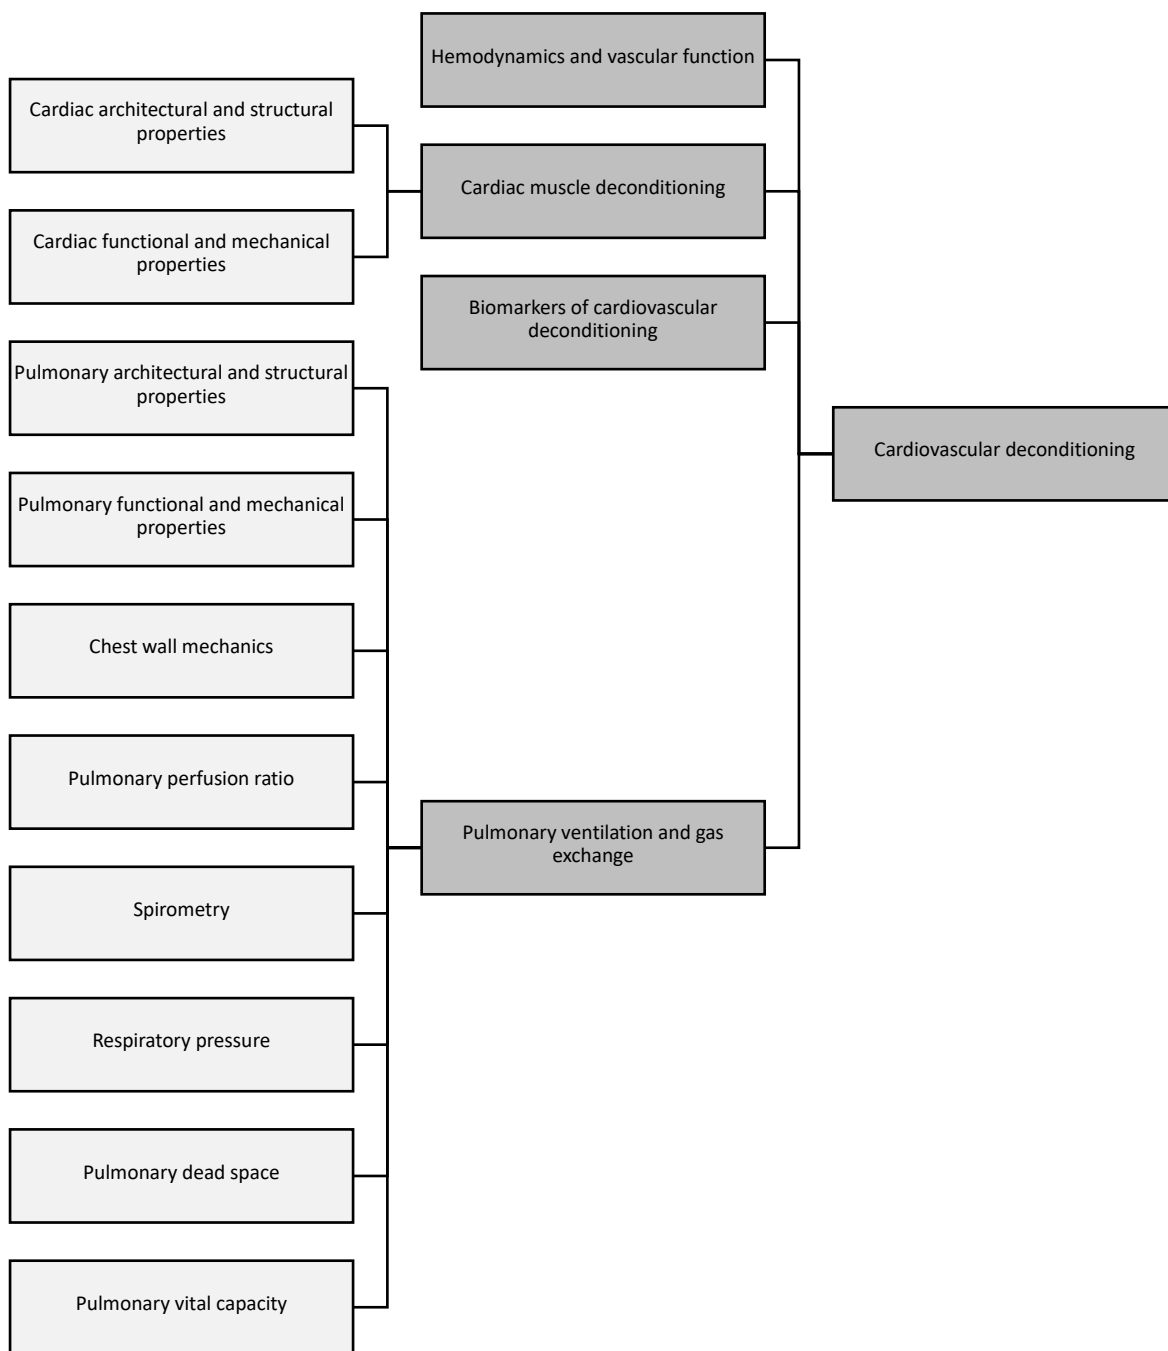 Hemodynamics and vascular function
Cardiac architectural and structural
properties
Cardiac muscle deconditioning
Cardiac functional and mechanical
properties
Biomarkers of cardiovascular
deconditioning
Pulmonary architectural and structural
properties
Cardiovascular deconditioning
Pulmonary functional and mechanical
properties
Chest wall mechanics
Pulmonary perfusion ratio
Pulmonary ventilation and gas
exchange
Spirometry
Respiratory pressure
Pulmonary dead space
Pulmonary vital capacity